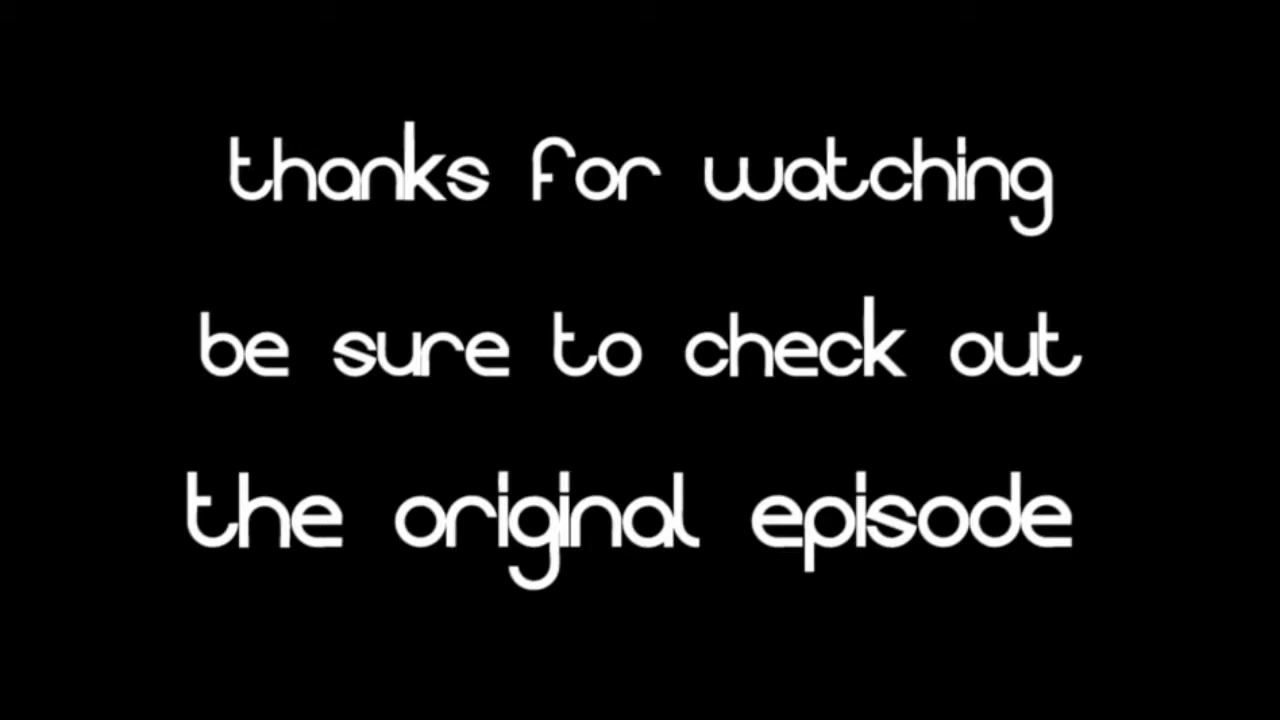 thanks for watching
be sure to check out
the original episode